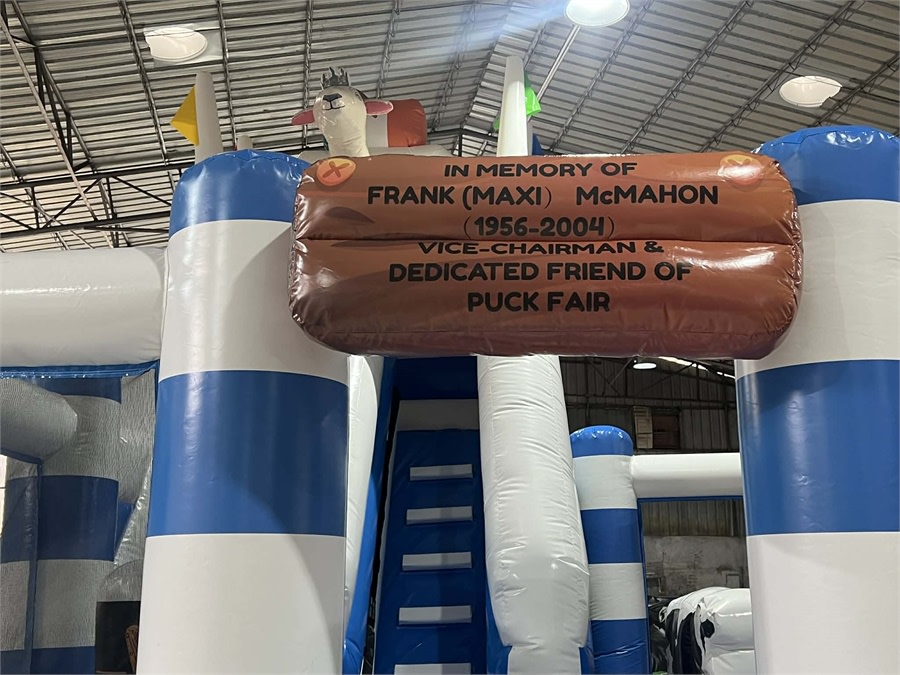 IN MEMORY OF
FRANK (MAXI) McMAHON
(1956-2004)
VICE-CHAIRMAN &
DEDICATED FRIEND OF
PUCK FAIR